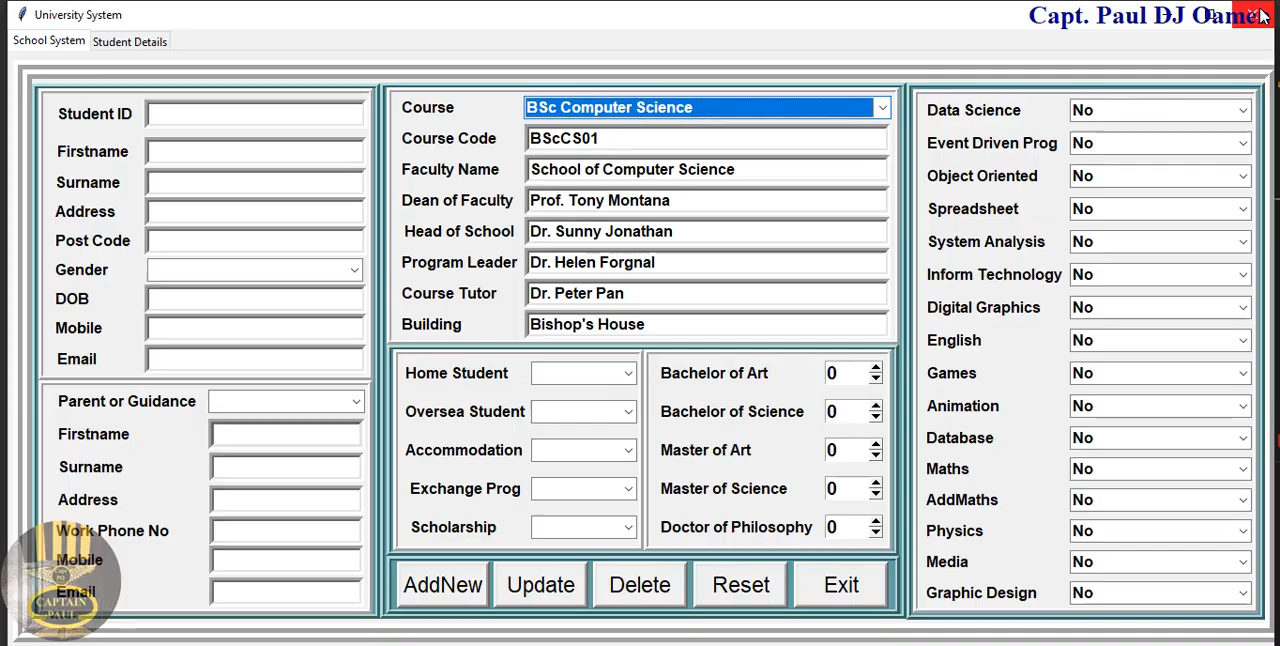 University System
Capt. Paul DJ Oamen
School System
Student Details
Student ID
Firstname
Surname
Address
Post Code
Gender
DOB
Mobile
Email
Parent or Guidance
Firstname
Surname
Address
Work Phone No
Mobile
Email
Capt
PO
CAPTAIN
PAUL
Course BSc Computer Science
Course Code BScCS01
Faculty Name School of Computer Science
Dean of Faculty Prof. Tony Montana
Head of School Dr. Sunny Jonathan
Program Leader Dr. Helen Forgnal
Course Tutor Dr. Peter Pan
Building Bishop's House
Home Student
Oversea Student
Accommodation
Exchange Prog
Scholarship
Bachelor of Art 0
Bachelor of Science 0
Master of Art 0
Master of Science 0
Doctor of Philosophy 0
AddNew Update Delete Reset Exit
Data Science No
Event Driven Prog No
Object Oriented No
Spreadsheet No
System Analysis No
Inform Technology No
Digital Graphics No
English No
Games No
Animation No
Database No
Maths No
AddMaths No
Physics No
Media No
Graphic Design No